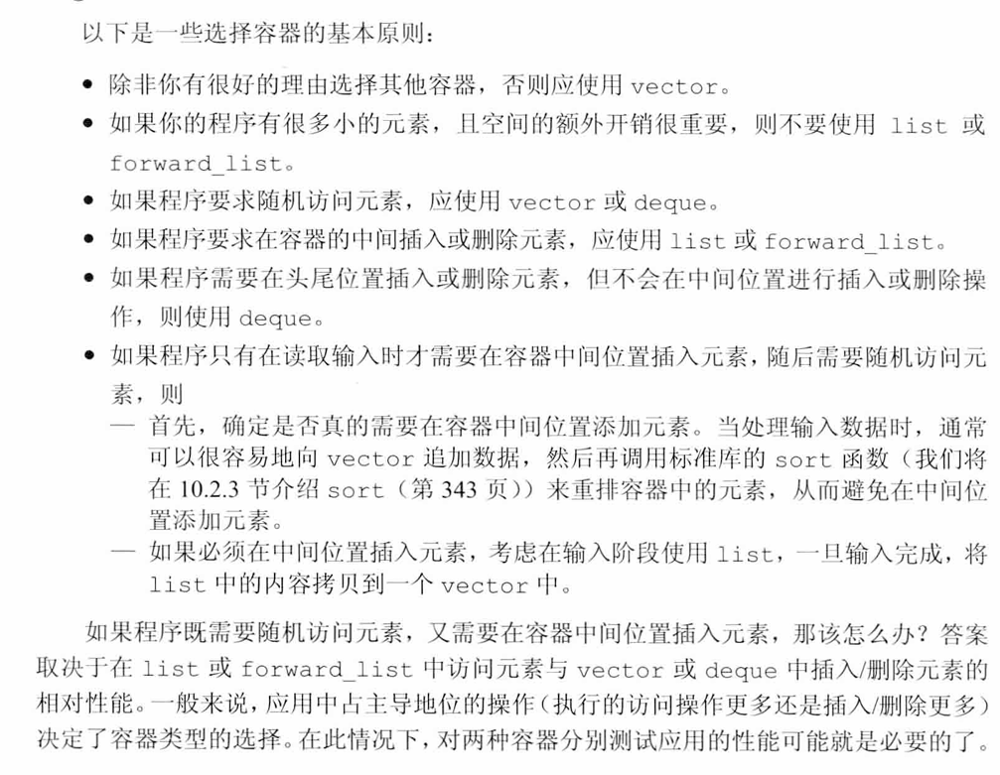 以下是一些选择容器的基本原则：
● 除非你有很好的理由选择其他容器，否则应使用 vector。
● 如果你的程序有很多小的元素，且空间的额外开销很重要，则不要使用 list 或
forward_list。
● 如果程序要求随机访问元素，应使用 vector 或 deque。
● 如果程序要求在容器的中间插入或删除元素，应使用 list 或 forward_list。
● 如果程序需要在头尾位置插入或删除元素，但不会在中间位置进行插入或删除操
作，则使用 deque。
● 如果程序只有在读取输入时才需要在容器中间位置插入元素，随后需要随机访问元
素，则
— 首先，确定是否真的需要在容器中间位置添加元素。当处理输入数据时，通常
可以很容易地向 vector 追加数据，然后再调用标准库的 sort 函数（我们将
在 10.2.3 节介绍 sort（第 343 页））来重排容器中的元素，从而避免在中间位
置添加元素。
— 如果必须在中间位置插入元素，考虑在输入阶段使用 list，一旦输入完成，将
list 中的内容拷贝到一个 vector 中。
如果程序既需要随机访问元素，又需要在容器中间位置插入元素，那该怎么办？答案
取决于在 list 或 forward_list 中访问元素与 vector 或 deque 中插入/删除元素的
相对性能。一般来说，应用中占主导地位的操作（执行的访问操作更多还是插入/删除更多）
决定了容器类型的选择。在此情况下，对两种容器分别测试应用的性能可能就是必要的了。